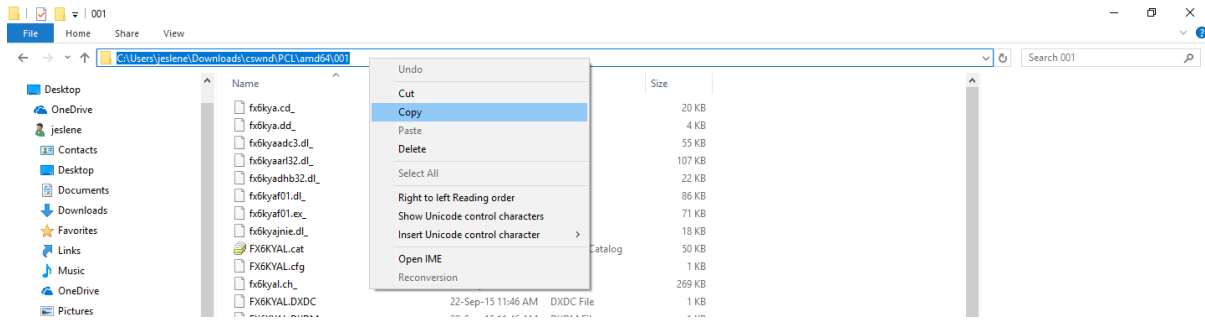 001
File Home Share View
C:\Users\jeslene\Downloads\cswnd\PCL\amd64\001
Search 001
Desktop
OneDrive
jeslene
Contacts
Desktop
Documents
Downloads
Favorites
Links
Music
OneDrive
Pictures
Name Size
fx6kya.cd_ 20 KB
fx6kya.dd_ 4 KB
fx6kyaadc3.dl_ 55 KB
fx6kyaarl32.dl_ 107 KB
fx6kyadhb32.dl_ 22 KB
fx6kyaf01.dl_ 86 KB
fx6kyaf01.ex_ 71 KB
fx6kyajnie.dl_ 18 KB
FX6KYAL.cat Catalog 50 KB
FX6KYAL.cfg 1 KB
fx6kyal.ch_ 269 KB
FX6KYAL.DXDC 22-Sep-15 11:46 AM DXDC File 1 KB
Undo
Cut
Copy
Paste
Delete
Select All
Right to left Reading order
Show Unicode control characters
Insert Unicode control character
Open IME
Reconversion